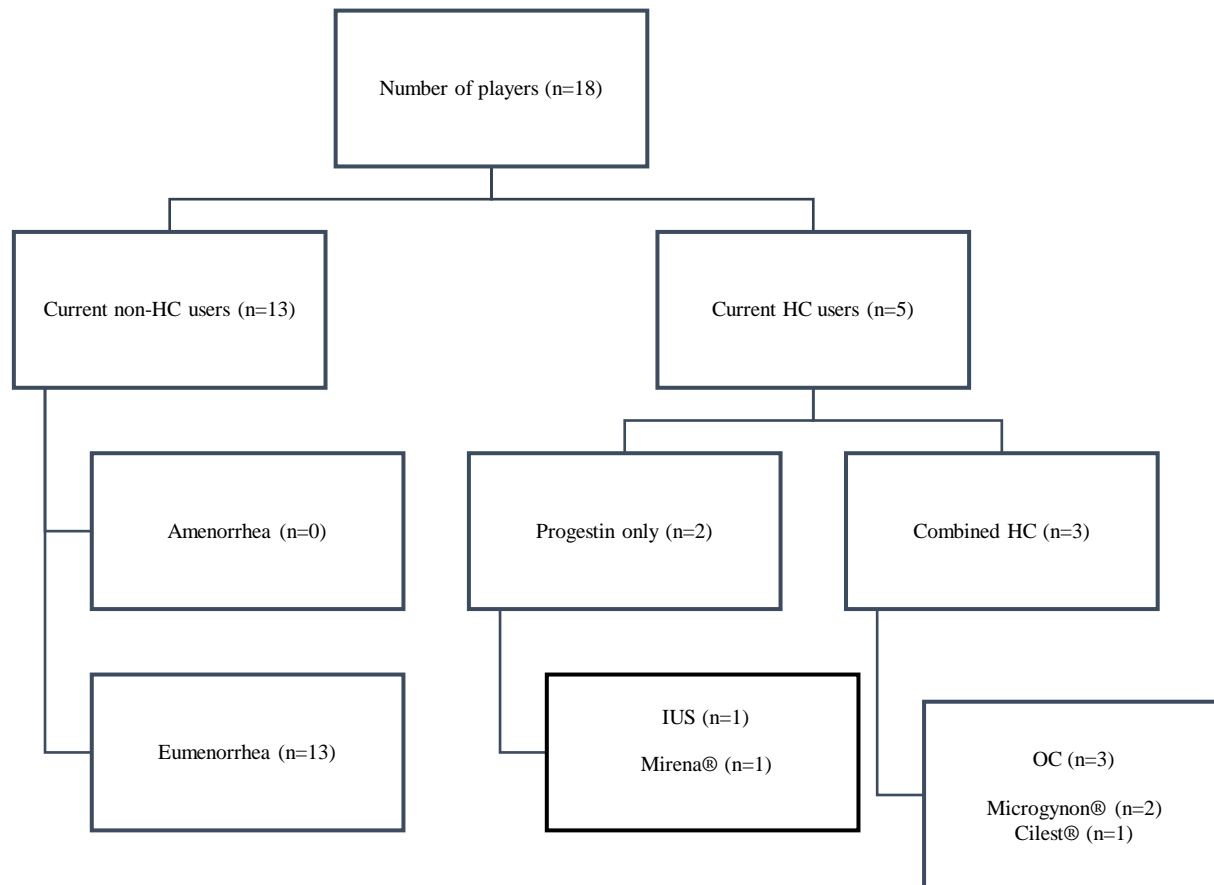 Number of players (n=18)
Current non-HC users (n=13)
Current HC users (n=5)
Amenorrhea (n=0)
Progestin only (n=2)
Combined HC (n=3)
Eumenorrhea (n=13)
IUS (n=1)
Mirena® (n=1)
OC (n=3)
Microgynon® (n=2)
Cilest® (n=1)